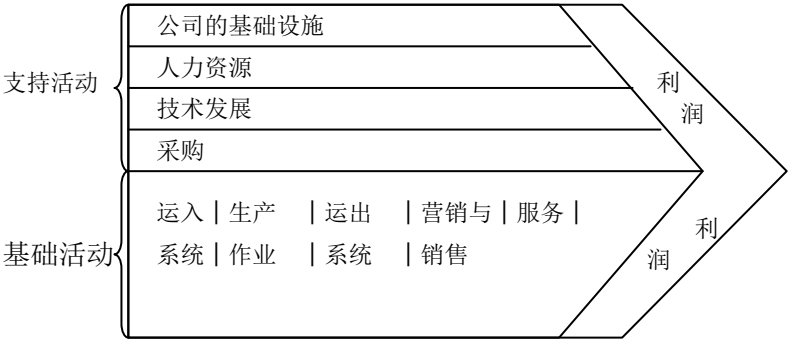 公司的基础设施
人力资源
支持活动
技术发展
采购
利
润
运入|生产 |运出 |营销与|服务|
系统|作业 |系统 |销售
基础活动
利
润